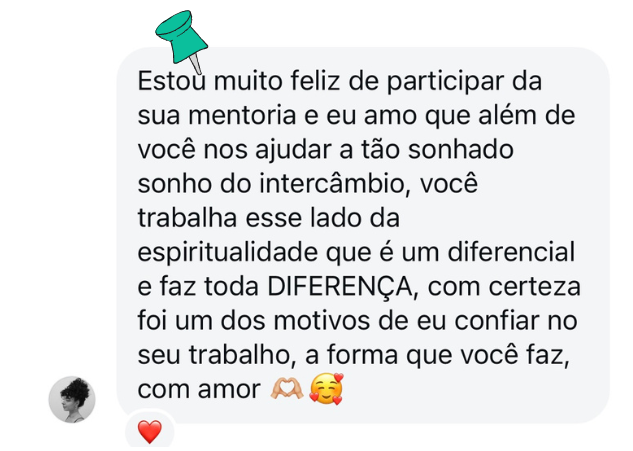 Estou muito feliz de participar da
sua mentoria e eu amo que além de
você nos ajudar a tão sonhado
sonho do intercâmbio, você
trabalha esse lado da
espiritualidade que é um diferencial
e faz toda DIFERENÇA, com certeza
foi um dos motivos de eu confiar no
seu trabalho, a forma que você faz,
com amor 🫶🏼🥰